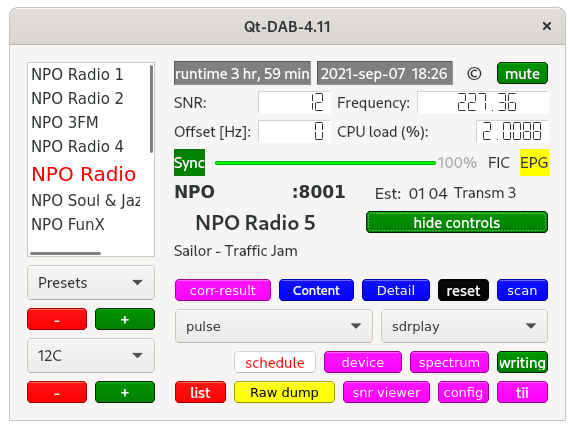 Qt-DAB-4.11
×
NPO Radio 1
NPO Radio 2
NPO 3FM
NPO Radio 4
NPO Radio
NPO Soul & Jaz
NPO FunX
Presets
- +
12C
- +
runtime 3 hr, 59 min 2021-sep-07 18:26 © mute
SNR: 12 Frequency: 227.36
Offset [Hz]: 0 CPU load (%): 2.0088
Sync 100% FIC EPG
NPO :8001 Est: 01 04 Transm 3
NPO Radio 5 hide controls
Sailor - Traffic Jam
corr-result Content Detail reset scan
pulse sdrplay
schedule device spectrum writing
list Raw dump snr viewer config tii